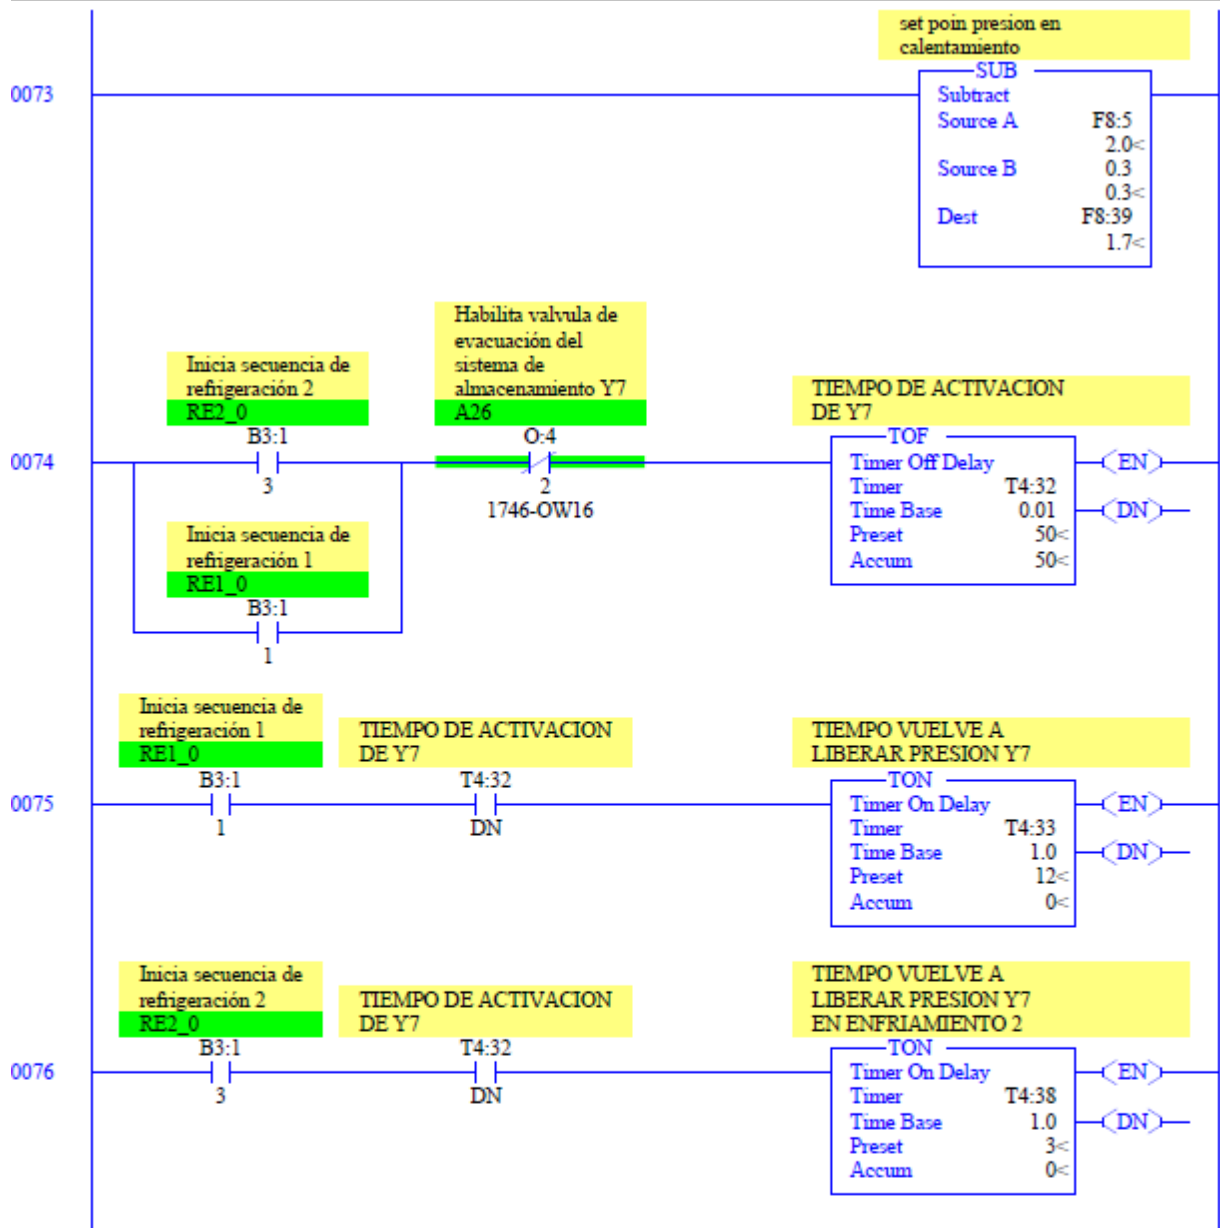 set poin presion en
calentamiento
SUB
0073
Subtract
Source A F8:5
2.0<
Source B 0.3
0.3<
Dest F8:39
1.7<
Habilita valvula de
evacuación del
sistema de
almacenamiento Y7
A26
O:4
2
1746-OW16
Inicia secuencia de
refrigeración 2
RE2_0
B3:1
3
TIEMPO DE ACTIVACION
DE Y7
TOF
0074
Timer Off Delay EN
Timer T4:32
Time Base 0.01 DN
Preset 50<
Accum 50<
Inicia secuencia de
refrigeración 1
RE1_0
B3:1
1
Inicia secuencia de
refrigeración 1
RE1_0
B3:1
1
TIEMPO DE ACTIVACION
DE Y7
T4:32
DN
TIEMPO VUELVE A
LIBERAR PRESION Y7
TON
0075
Timer On Delay EN
Timer T4:33
Time Base 1.0 DN
Preset 12<
Accum 0<
Inicia secuencia de
refrigeración 2
RE2_0
B3:1
3
TIEMPO DE ACTIVACION
DE Y7
T4:32
DN
TIEMPO VUELVE A
LIBERAR PRESION Y7
EN ENFRIAMIENTO 2
TON
0076
Timer On Delay EN
Timer T4:38
Time Base 1.0 DN
Preset 3<
Accum 0<